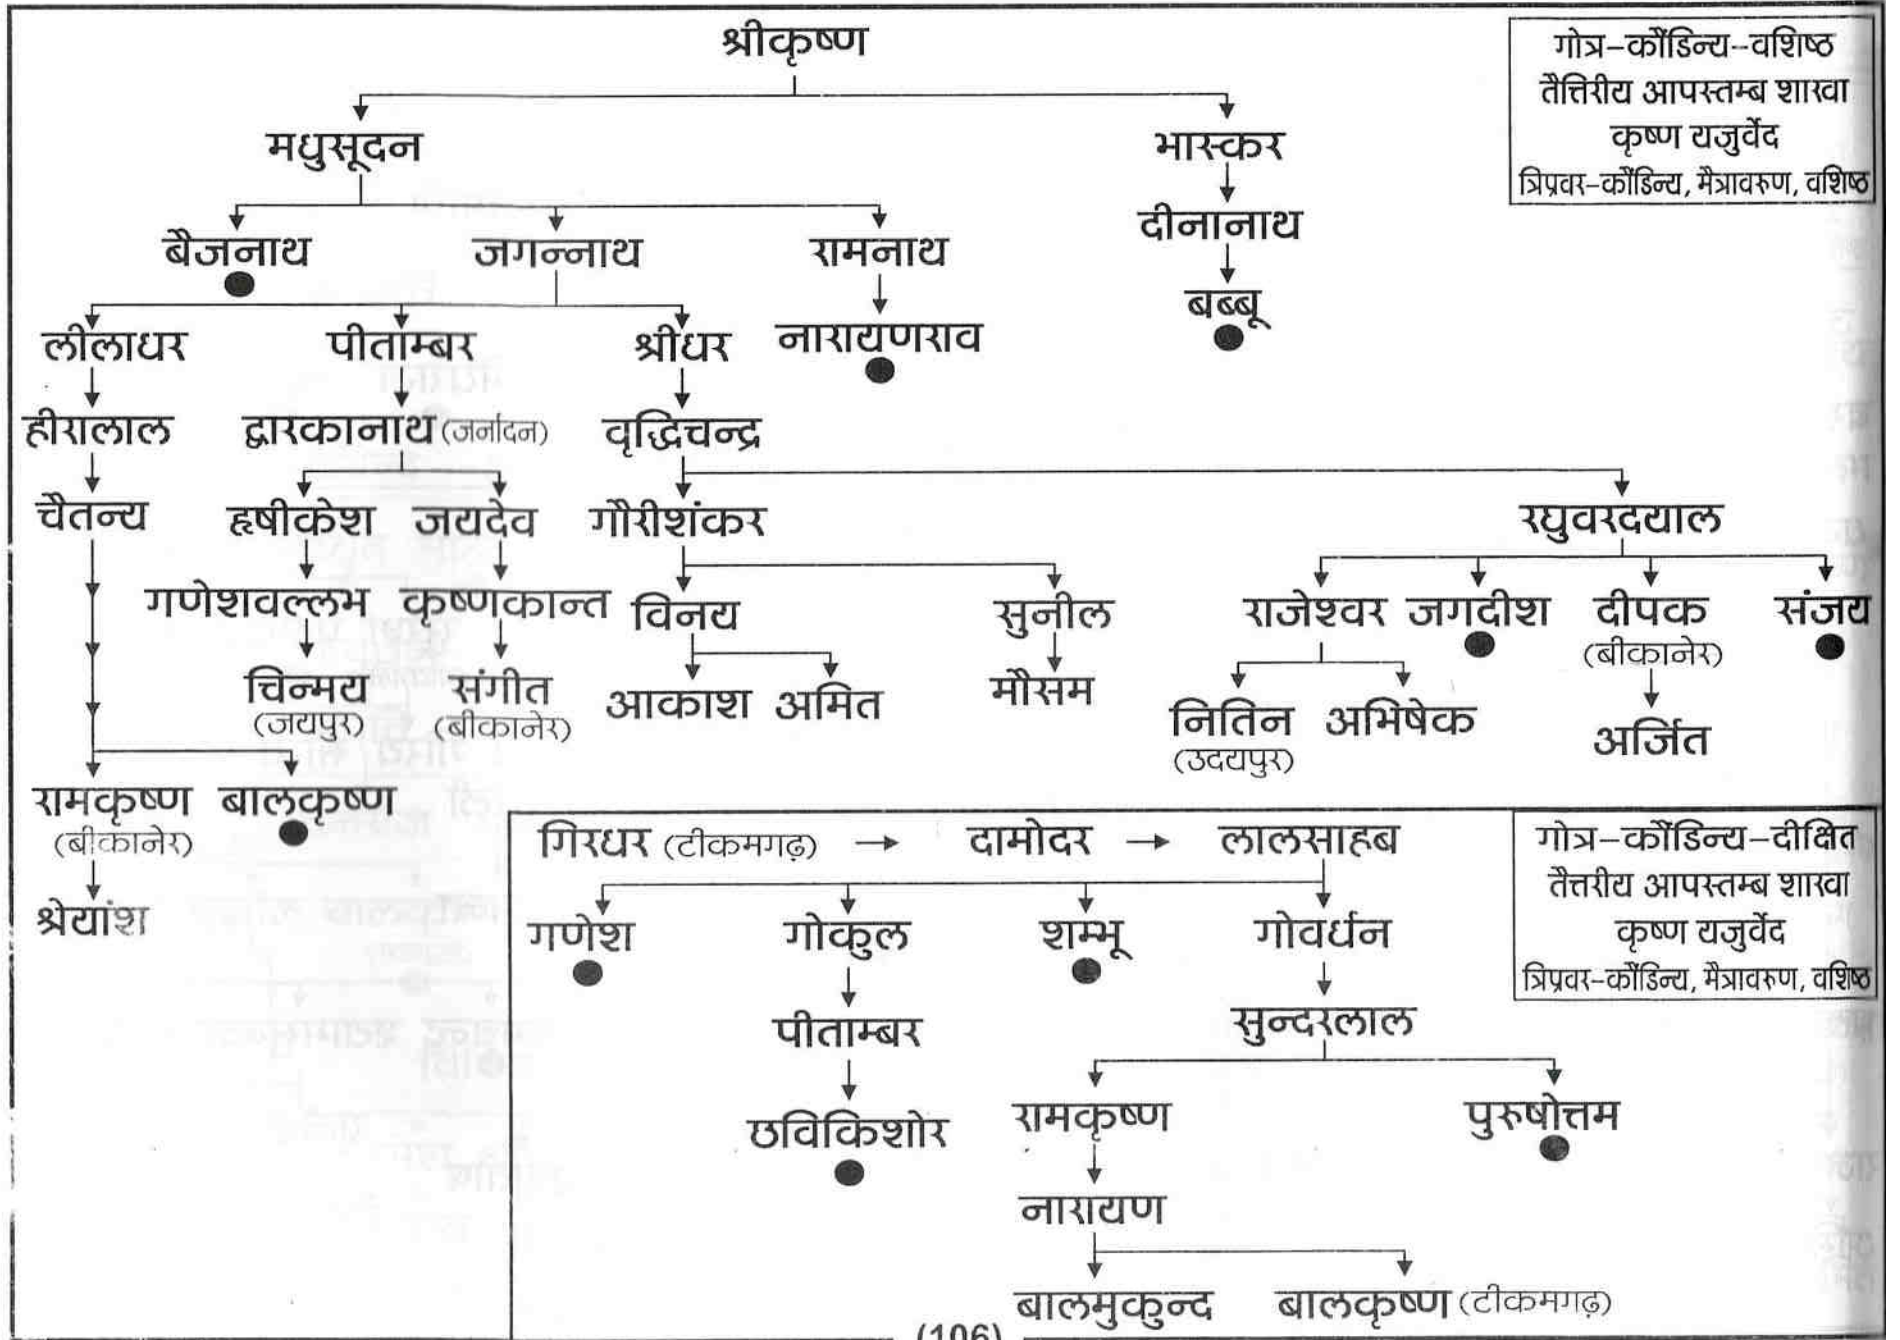 श्रीकृष्ण
गोत्र-कौंडिन्य-वशिष्ठ
तैत्तिरीय आपस्तम्ब शाखा
कृष्ण यजुर्वेद
त्रिप्रवर-कौंडिन्य, मैत्रावरुण, वशिष्ठ
मधुसूदन भास्कर
बैजनाथ जगन्नाथ रामनाथ दीनानाथ
बब्बू
लीलाधर पीताम्बर श्रीधर नारायणराव
हीरालाल द्वारकानाथ (जर्नादन) वृद्धिचन्द्र
चैतन्य हृषीकेश जयदेव गौरीशंकर रघुवरदयाल
गणेशवल्लभ कृष्णकान्त विनय सुनील राजेश्वर जगदीश दीपक संजय
(बीकानेर)
चिन्मय संगीत आकाश अमित मौसम नितिन अभिषेक अर्जित
(जयपुर) (बीकानेर) (उदयपुर)
रामकृष्ण बालकृष्ण
(बीकानेर)
श्रेयांश
गिरधर (टीकमगढ़) → दामोदर → लालसाहब
गोत्र-कौंडिन्य-दीक्षित
तैत्तरीय आपस्तम्ब शाखा
कृष्ण यजुर्वेद
त्रिप्रवर-कौंडिन्य, मैत्रावरुण, वशिष्ठ
गणेश गोकुल शम्भू गोवर्धन
पीताम्बर सुन्दरलाल
छविकिशोर रामकृष्ण पुरुषोत्तम
नारायण
बालमुकुन्द बालकृष्ण (टीकमगढ़)
(106)